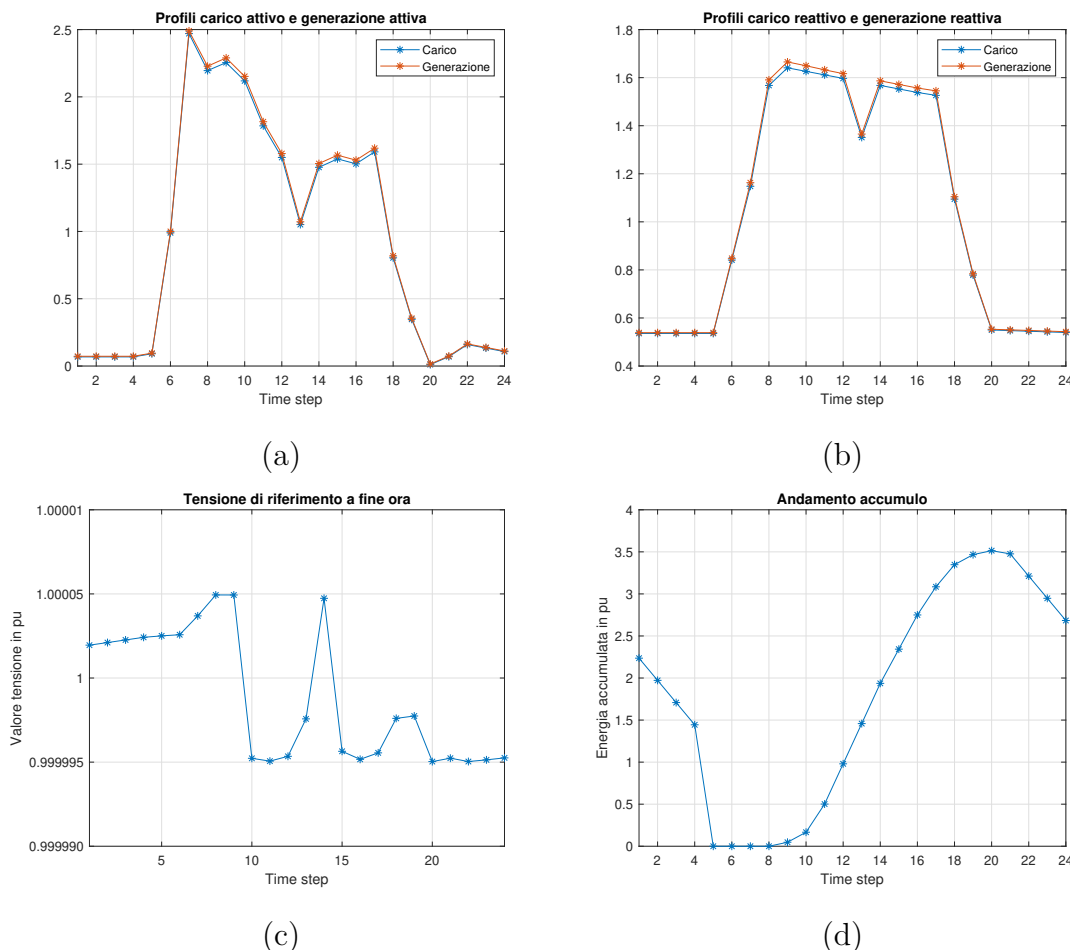 Profili carico attivo e generazione attiva
2.5
2
1.5
1
0.5
0
2 4 6 8 10 12 14 16 18 20 22 24
Time step
Carico
Generazione
(a)
Profili carico reattivo e generazione reattiva
1.8
1.6
1.4
1.2
1
0.8
0.6
0.4
2 4 6 8 10 12 14 16 18 20 22 24
Time step
Carico
Generazione
(b)
Tensione di riferimento a fine ora
Valore tensione in pu
1.00001
1.00005
1
0.999995
0.999990
5 10 15 20
Time step
(c)
Andamento accumulo
Energia accumulata in pu
4
3.5
3
2.5
2
1.5
1
0.5
0
2 4 6 8 10 12 14 16 18 20 22 24
Time step
(d)